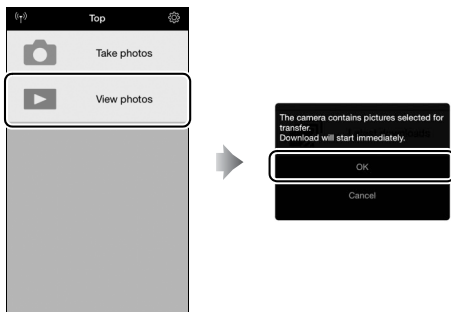 Top
Take photos
View photos
The camera contains pictures selected for
transfer.
Download will start immediately.
OK
Cancel